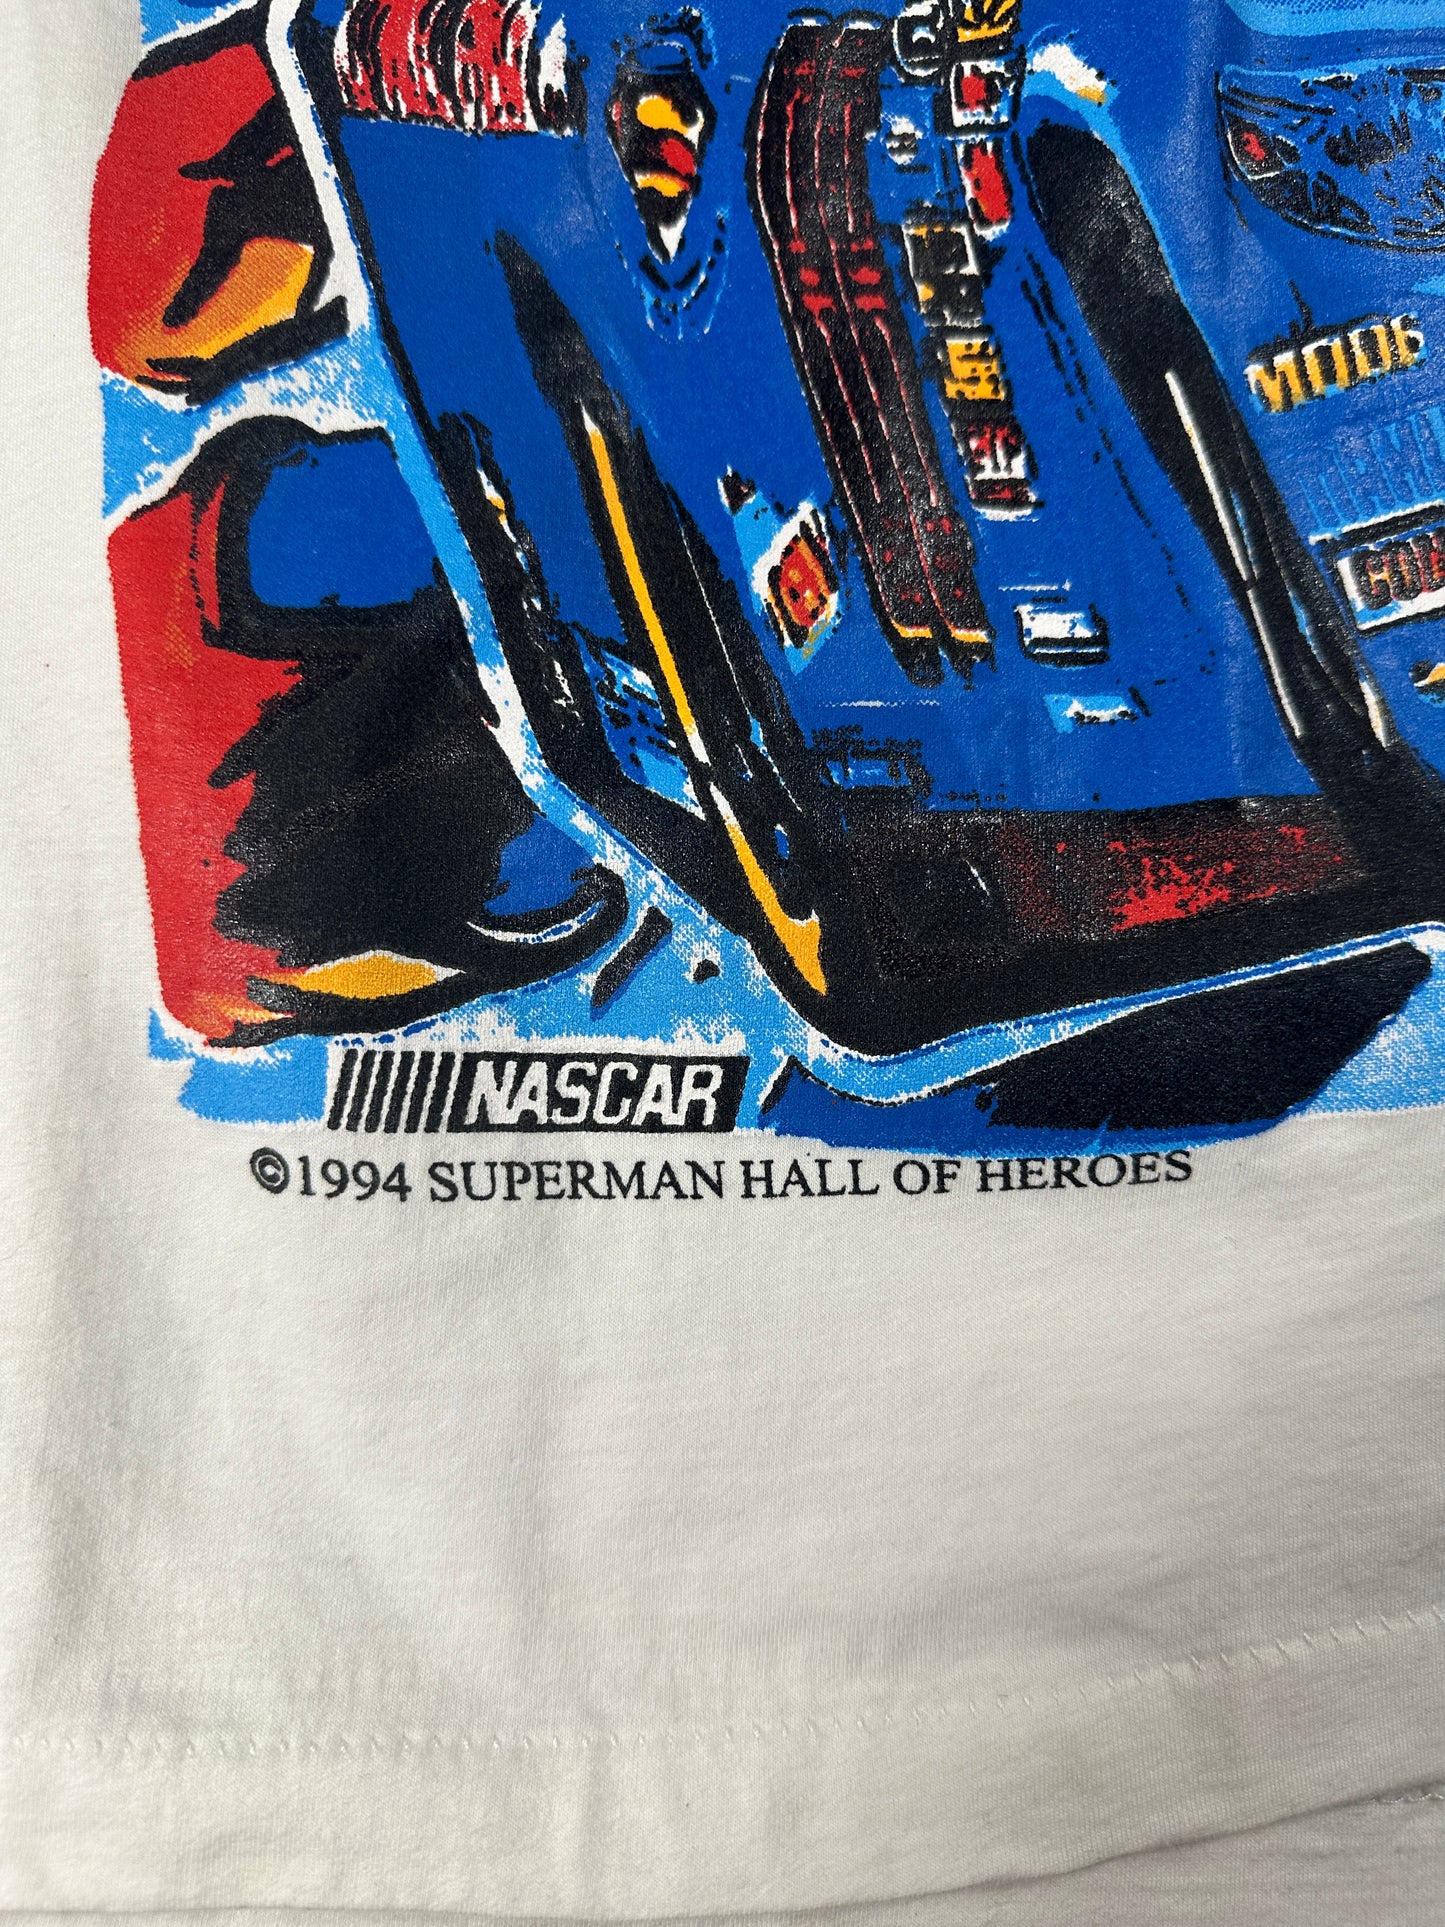 MOOG
NASCAR
©1994 SUPERMAN HALL OF HEROES